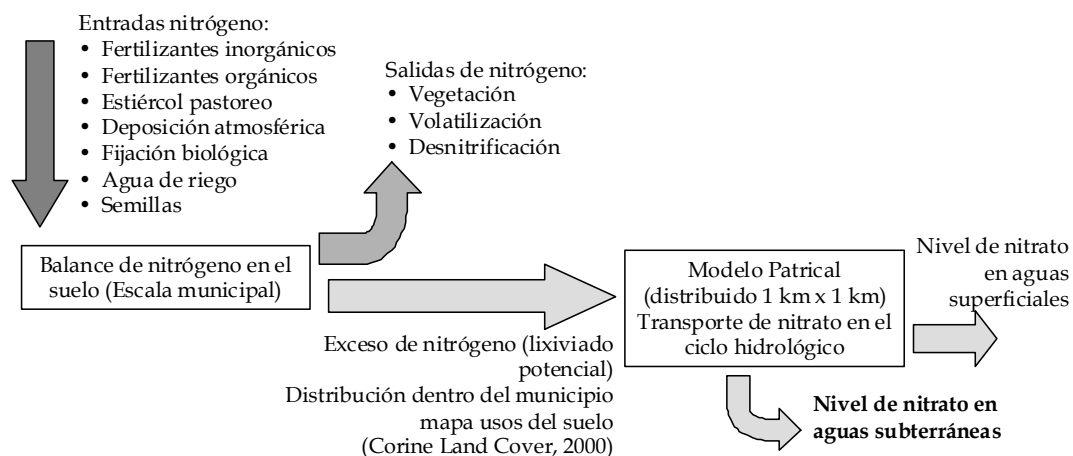 Entradas nitrógeno:
• Fertilizantes inorgánicos
• Fertilizantes orgánicos
• Estiércol pastoreo
• Deposición atmosférica
• Fijación biológica
• Agua de riego
• Semillas
Salidas de nitrógeno:
• Vegetación
• Volatilización
• Desnitrificación
Balance de nitrógeno en el
suelo (Escala municipal)
Exceso de nitrógeno (lixiviado
potencial)
Distribución dentro del municipio
mapa usos del suelo
(Corine Land Cover, 2000)
Modelo Patrical
(distribuido 1 km x 1 km)
Transporte de nitrato en el
ciclo hidrológico
Nivel de nitrato
en aguas
superficiales
Nivel de nitrato en
aguas subterráneas